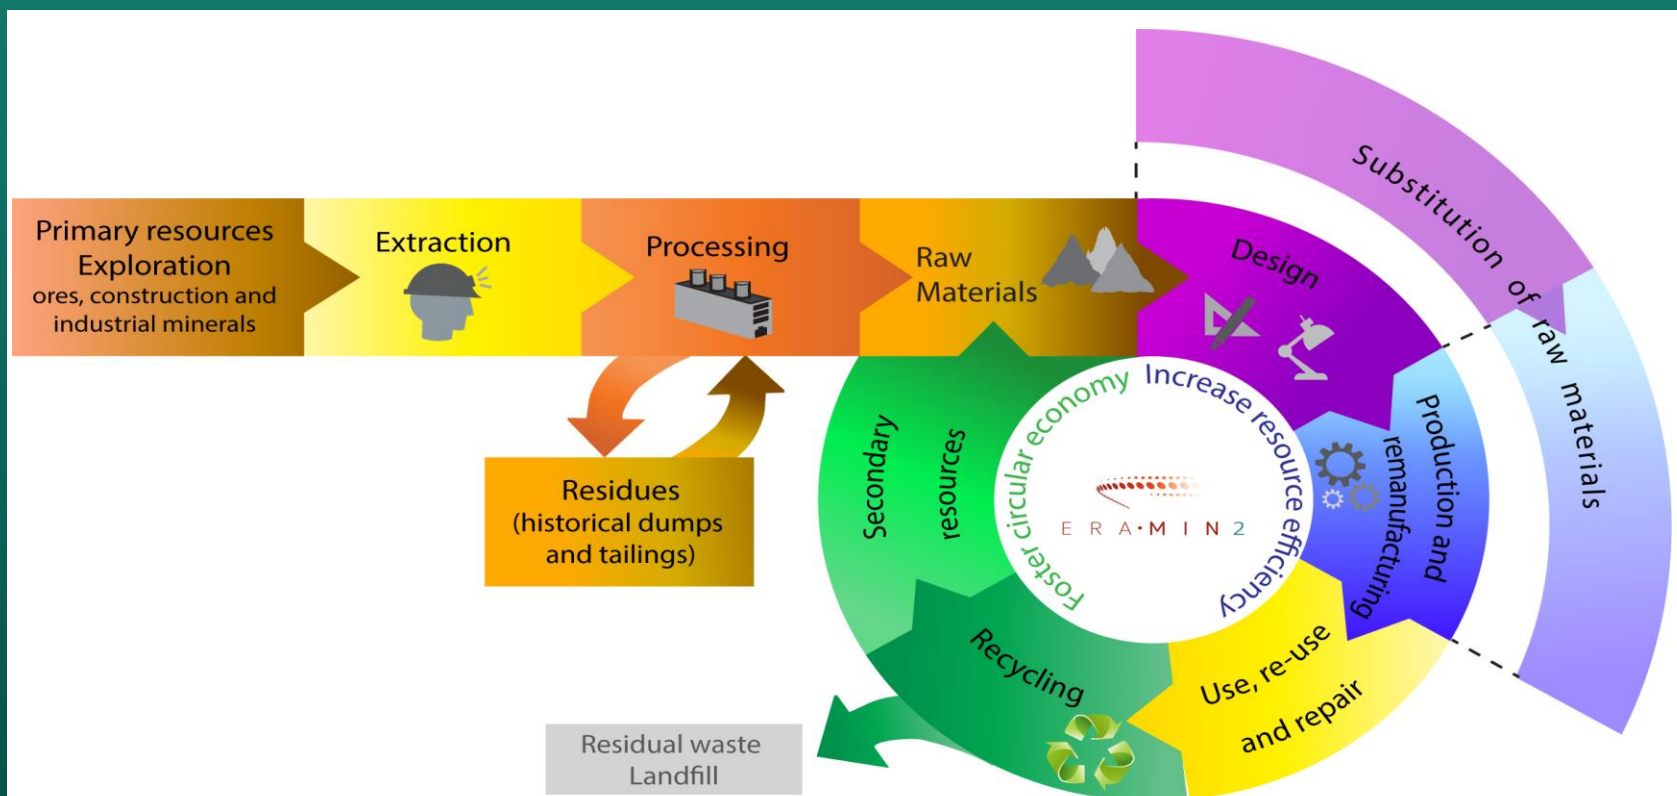 Primary resources
Exploration
ores, construction and
industrial minerals
Extraction
Processing
Raw
Materials
Design
Substitution of raw materials
Production and
remanufacturing
Use, re-use
and repair
Recycling
Secondary
resources
Foster circular economy
Increase resource efficiency
ERA·MIN2
Residues
(historical dumps
and tailings)
Residual waste
Landfill